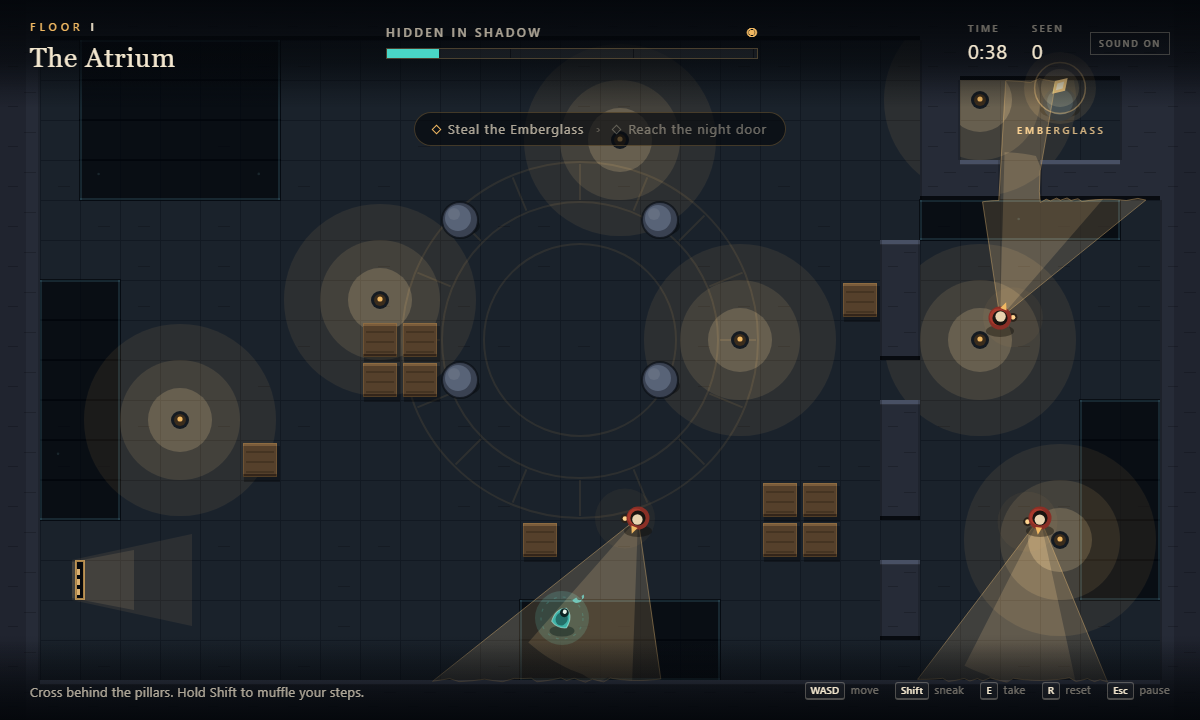 FLOOR I
The Atrium
HIDDEN IN SHADOW
TIME
0:38
SEEN
0
SOUND ON
◇ Steal the Emberglass › ◇ Reach the night door
EMBERGLASS
Cross behind the pillars. Hold Shift to muffle your steps.
WASD move Shift sneak E take R reset Esc pause